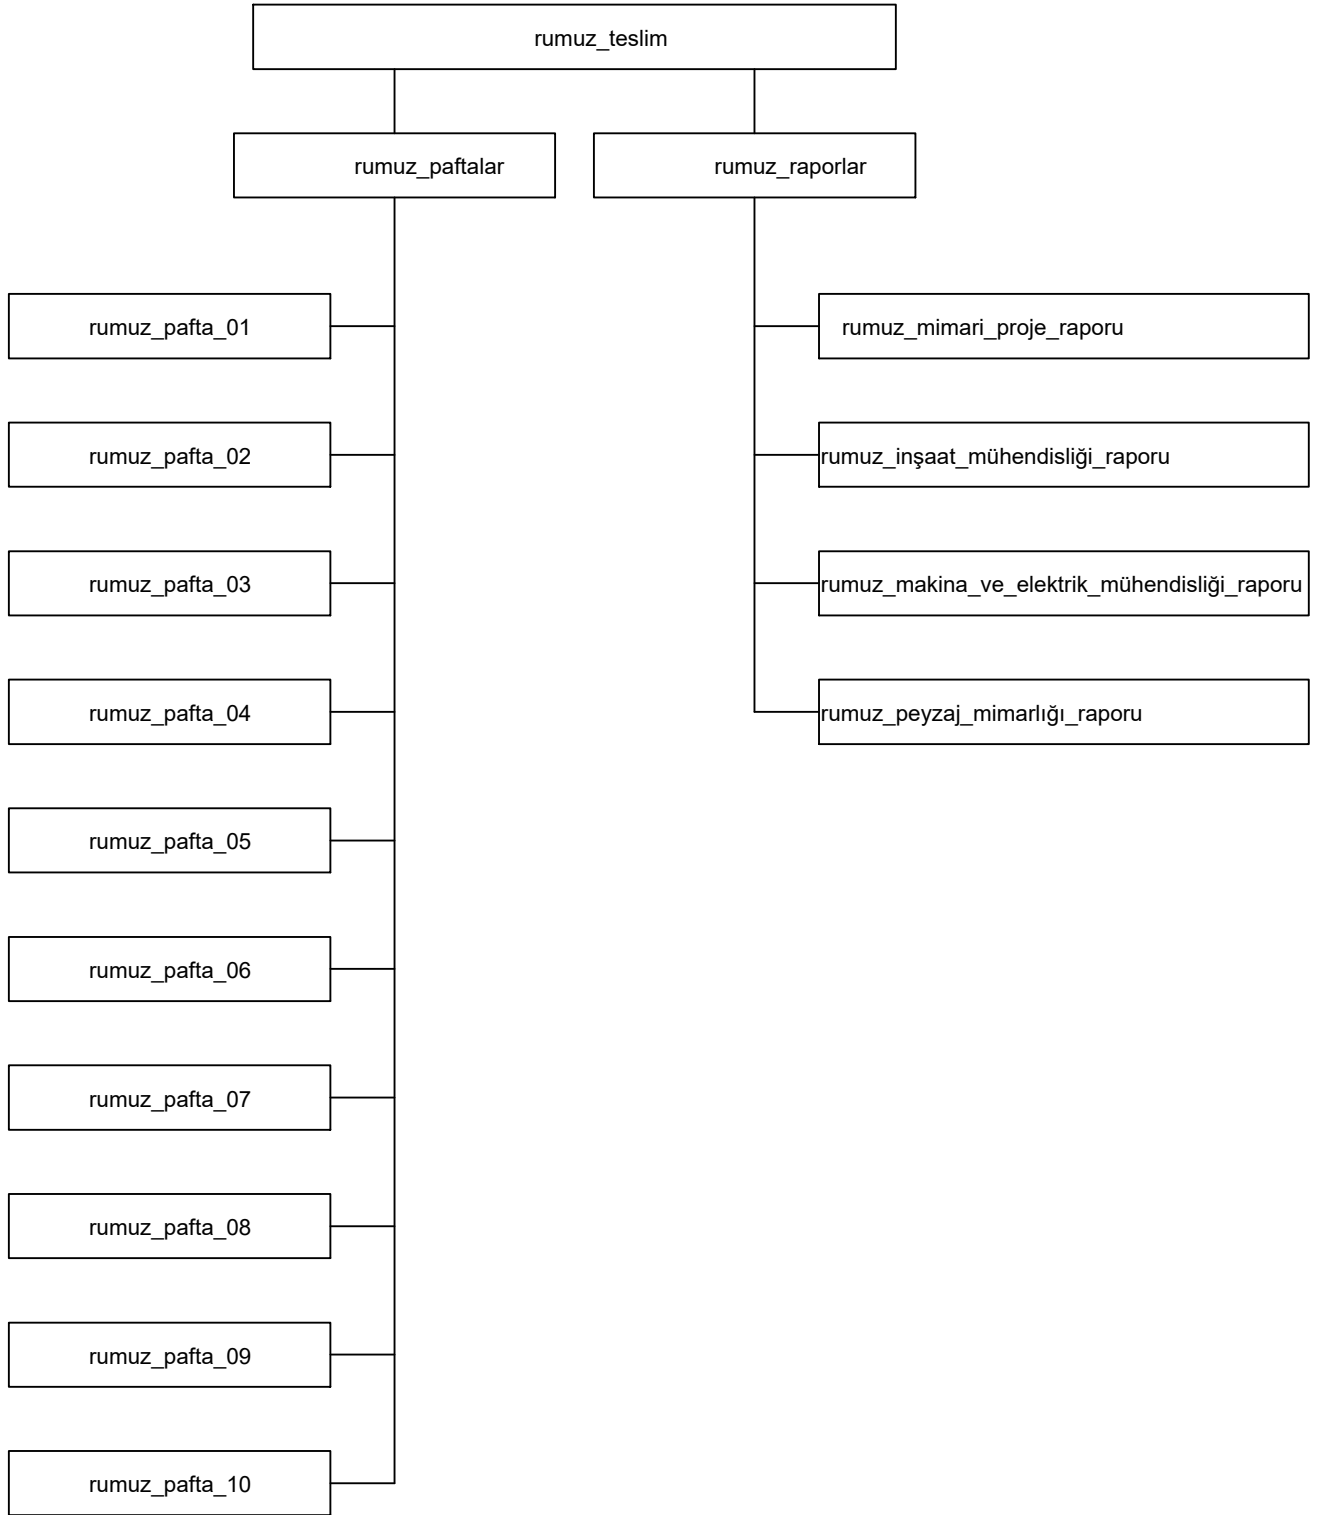 rumuz_teslim
rumuz_paftalar
rumuz_raporlar
rumuz_pafta_01
rumuz_mimari_proje_raporu
rumuz_pafta_02
rumuz_inşaat_mühendisliği_raporu
rumuz_pafta_03
rumuz_makina_ve_elektrik_mühendisliği_raporu
rumuz_pafta_04
rumuz_peyzaj_mimarlığı_raporu
rumuz_pafta_05
rumuz_pafta_06
rumuz_pafta_07
rumuz_pafta_08
rumuz_pafta_09
rumuz_pafta_10